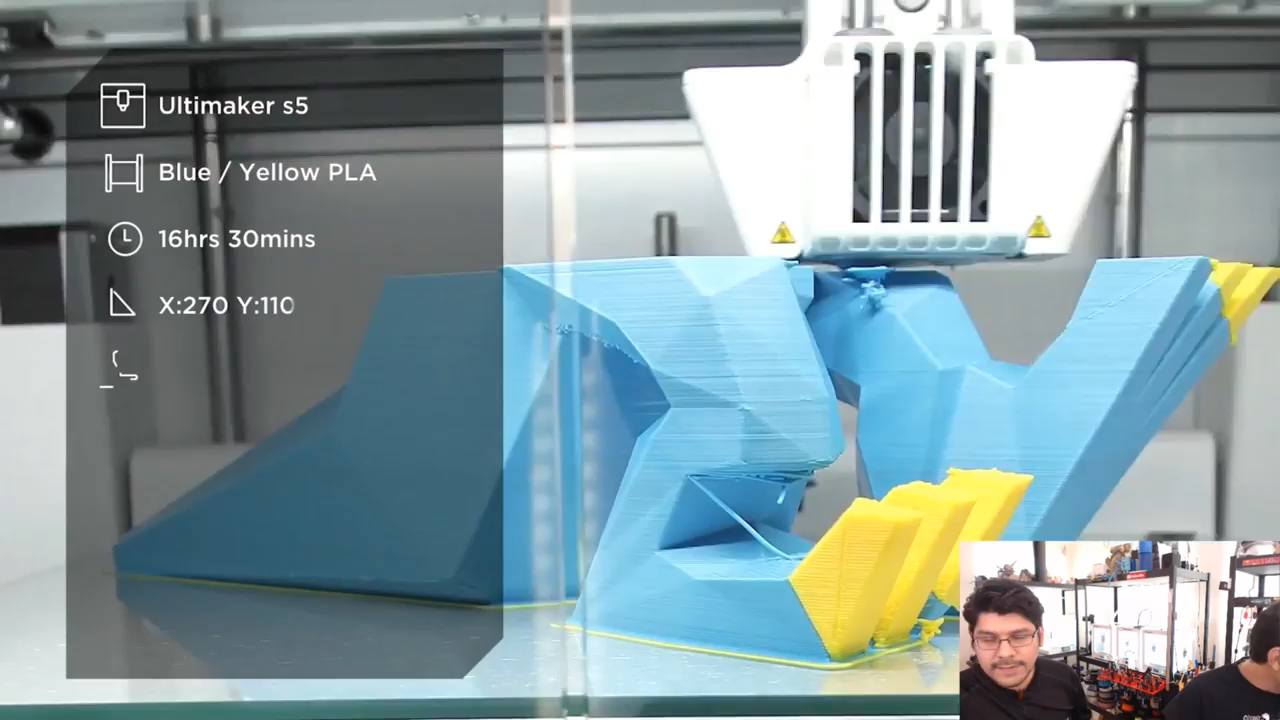 Ultimaker s5
Blue / Yellow PLA
16hrs 30mins
X:270 Y:110